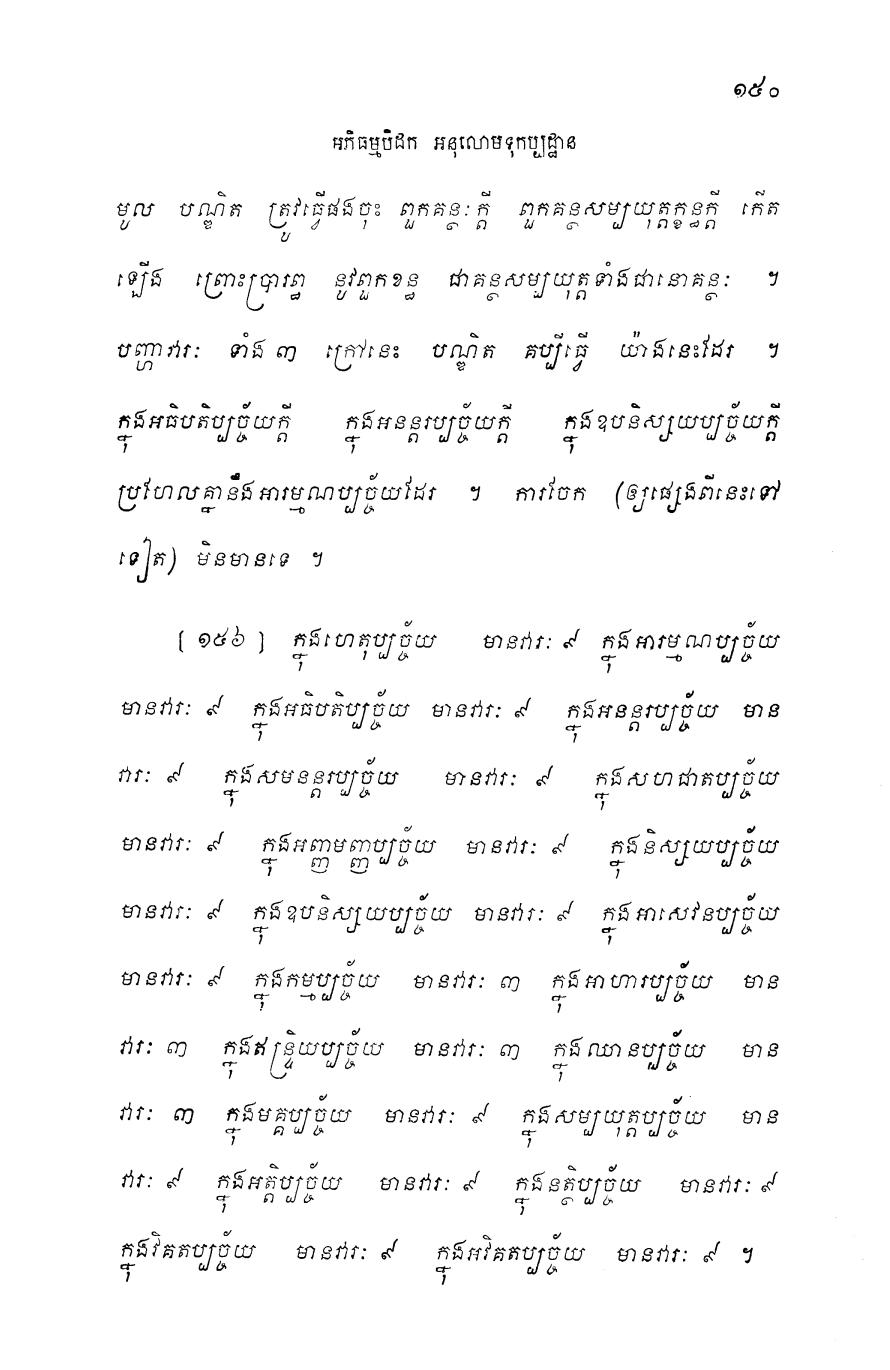 ១៥០
អភិធម្មបិដក អនុលោមទុកប្បដ្ឋាន
មូល បណ្ឌិត ត្រូវធ្វើផងចុះ ពួកគន្ថៈក្តី ពួកគន្ថសម្បយុត្តក្ខន្ធក្តី កើត
ឡើង ព្រោះប្រារព្ធ នូវពួកខន្ធ ជាគន្ថសម្បយុត្តទាំងជានោគន្ថៈ ។
បញ្ហាវារៈ ទាំង ៣ ក្រៅនេះ បណ្ឌិត គប្បីធ្វើ យ៉ាងនេះដែរ ។
ក្នុងអធិបតិប្បច្ច័យក្តី ក្នុងអនន្តរប្បច្ច័យក្តី ក្នុងឧបនិស្សយប្បច្ច័យក្តី
ប្រហែលគ្នានឹងអារម្មណប្បច្ច័យដែរ ។ ការចែក (ឲ្យផ្សេងពីនេះទៅ
ទៀត) មិនមានទេ ។
[ ១៥៦ ] ក្នុងហេតុប្បច្ច័យ មានវារៈ ៩ ក្នុងអារម្មណប្បច្ច័យ
មានវារៈ ៩ ក្នុងអធិបតិប្បច្ច័យ មានវារៈ ៩ ក្នុងអនន្តរប្បច្ច័យ មាន
វារៈ ៩ ក្នុងសមនន្តរប្បច្ច័យ មានវារៈ ៩ ក្នុងសហជាតប្បច្ច័យ
មានវារៈ ៩ ក្នុងអញ្ញមញ្ញប្បច្ច័យ មានវារៈ ៩ ក្នុងនិស្សយប្បច្ច័យ
មានវារៈ ៩ ក្នុងឧបនិស្សយប្បច្ច័យ មានវារៈ ៩ ក្នុងអាសេវនប្បច្ច័យ
មានវារៈ ៩ ក្នុងកម្មប្បច្ច័យ មានវារៈ ៣ ក្នុងអាហារប្បច្ច័យ មាន
វារៈ ៣ ក្នុងឥន្ទ្រិយប្បច្ច័យ មានវារៈ ៣ ក្នុងឈានប្បច្ច័យ មាន
វារៈ ៣ ក្នុងមគ្គប្បច្ច័យ មានវារៈ ៩ ក្នុងសម្បយុត្តប្បច្ច័យ មាន
វារៈ ៩ ក្នុងអត្ថិប្បច្ច័យ មានវារៈ ៩ ក្នុងនត្ថិប្បច្ច័យ មានវារៈ ៩
ក្នុងវិគតប្បច្ច័យ មានវារៈ ៩ ក្នុងអវិគតប្បច្ច័យ មានវារៈ ៩ ។